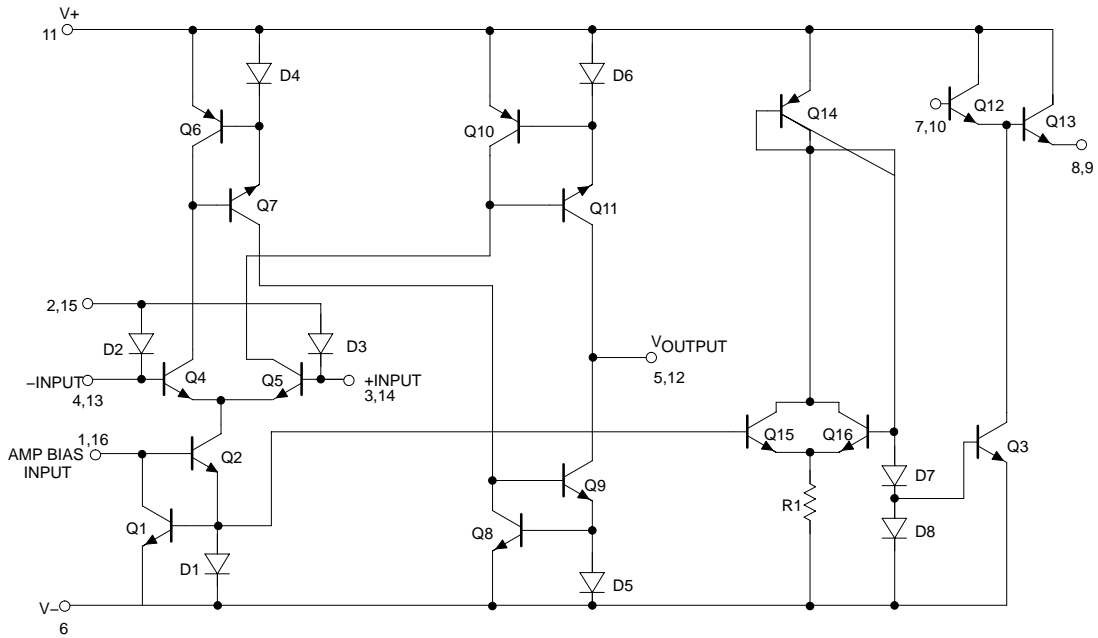 V+
11
D4
D6
Q6
Q10
Q14
Q12
7,10
Q13
8,9
Q7
Q11
2,15
D2
D3
VOUTPUT
5,12
–INPUT
4,13
Q4
Q5
+INPUT
3,14
1,16
AMP BIAS
INPUT
Q2
Q15
Q16
Q3
Q9
D7
R1
Q1
Q8
D8
D1
D5
V–
6